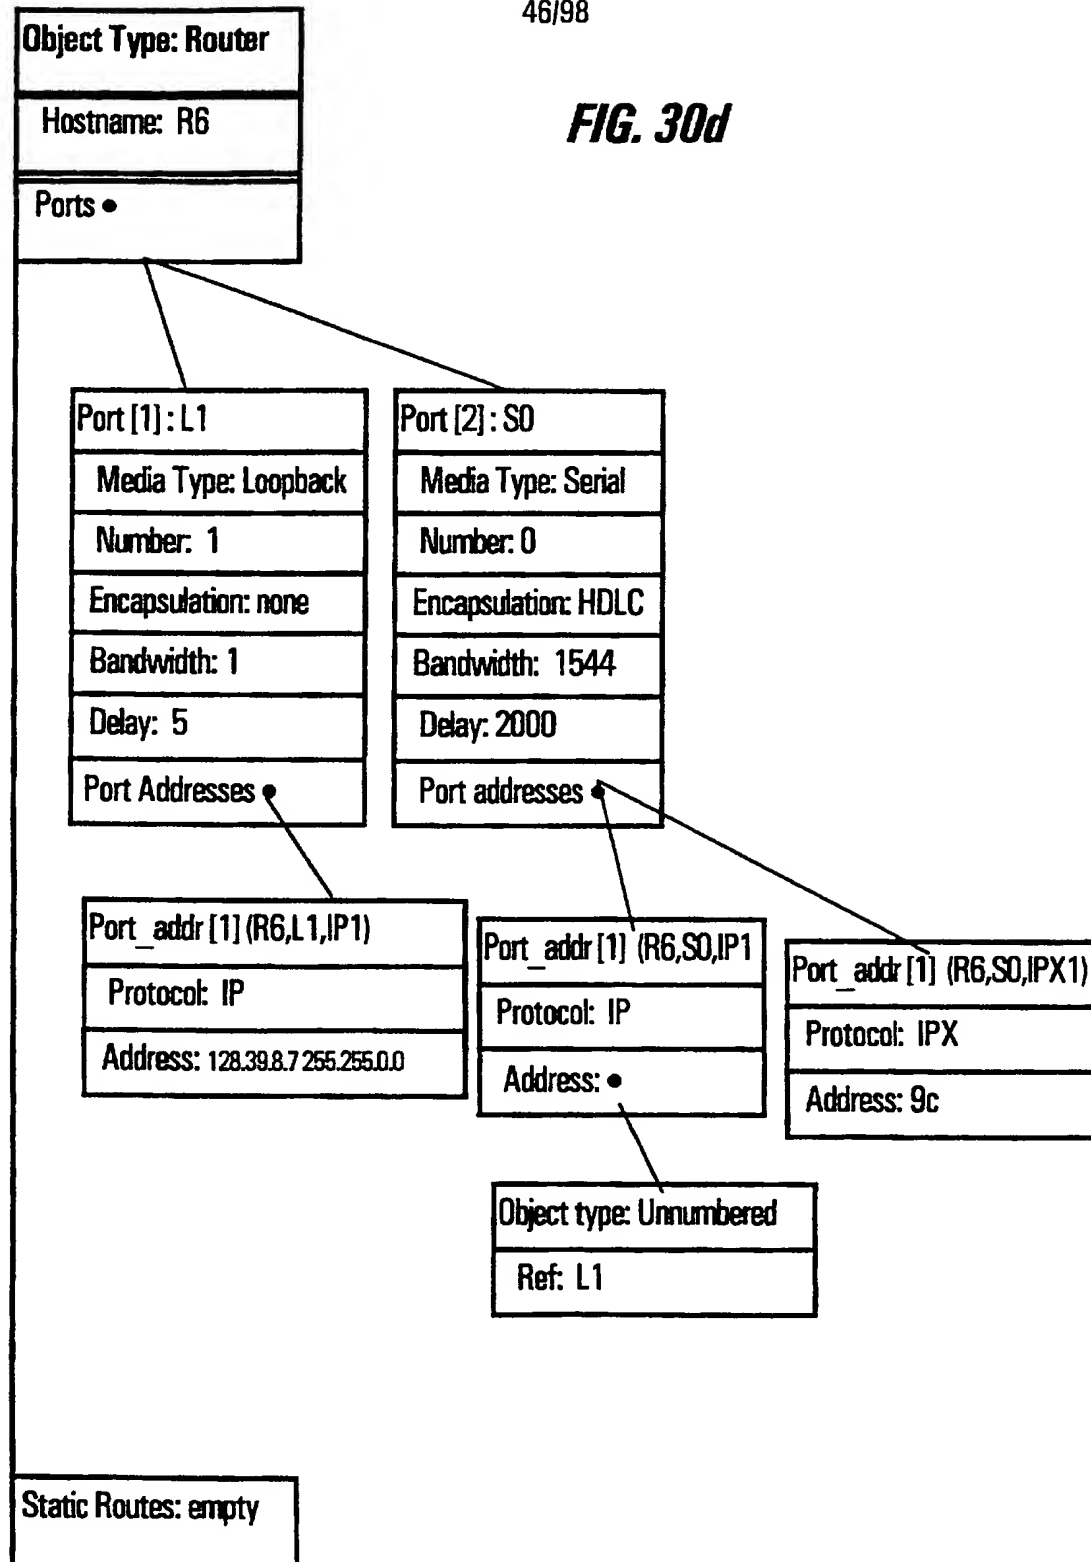 46/98
FIG. 30d
Object Type: Router
Hostname: R6
Ports
Port [1] : L1
Media Type: Loopback
Number: 1
Encapsulation: none
Bandwidth: 1
Delay: 5
Port Addresses
Port [2] : S0
Media Type: Serial
Number: 0
Encapsulation: HDLC
Bandwidth: 1544
Delay: 2000
Port addresses
Port_addr [1] (R6,L1,IP1)
Protocol: IP
Address: 128.39.8.7 255.255.0.0
Port_addr [1] (R6,S0,IP1
Protocol: IP
Address:
Port_addr [1] (R6,S0,IPX1)
Protocol: IPX
Address: 9c
Object type: Unnumbered
Ref: L1
Static Routes: empty